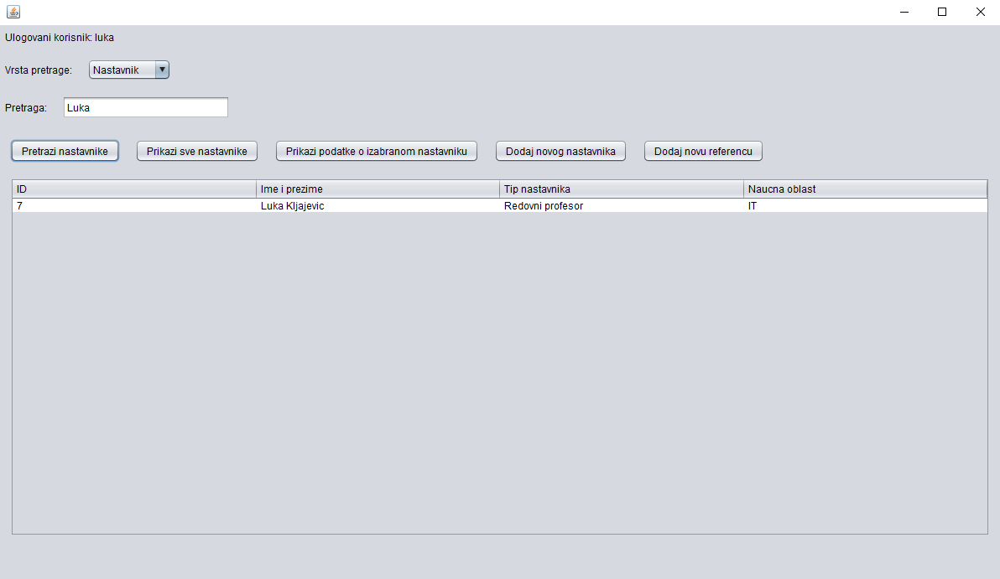 Ulogovani korisnik: luka
Vrsta pretrage: Nastavnik
Pretraga: Luka
Pretrazi nastavnike Prikazi sve nastavnike Prikazi podatke o izabranom nastavniku Dodaj novog nastavnika Dodaj novu referencu
ID Ime i prezime Tip nastavnika Naucna oblast
7 Luka Kljajevic Redovni profesor IT